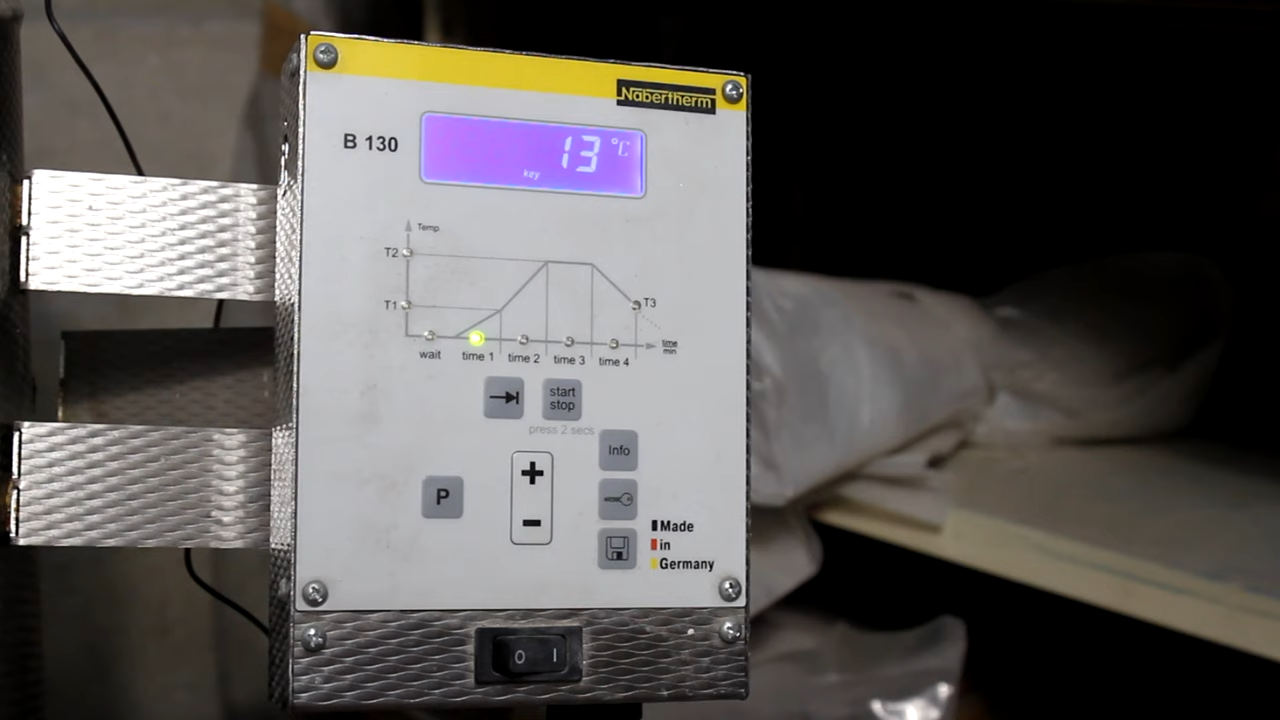 Nabertherm
B 130
13 °C
key
Temp.
T2
T1
T3
wait
time 1
time 2
time 3
time 4
time
min
start
stop
press 2 secs
Info
+
P
-
Made
in
Germany
O I